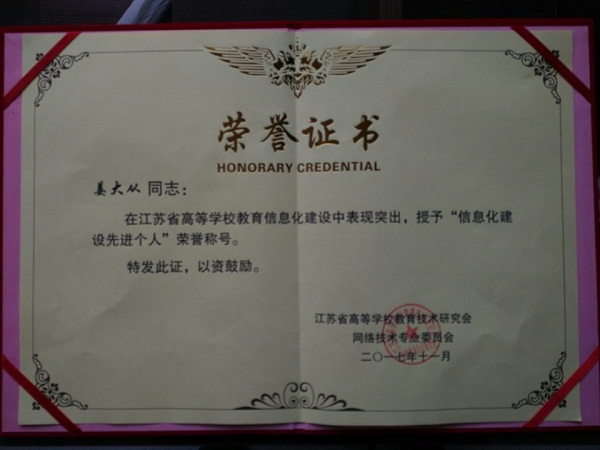 荣誉证书
HONORARY CREDENTIAL
姜大从 同志：
在江苏省高等学校教育信息化建设中表现突出，授予“信息化建
设先进个人”荣誉称号。
特发此证，以资鼓励。
江苏省高等学校教育技术研究会
网络技术专业委员会
二〇一七年十一月